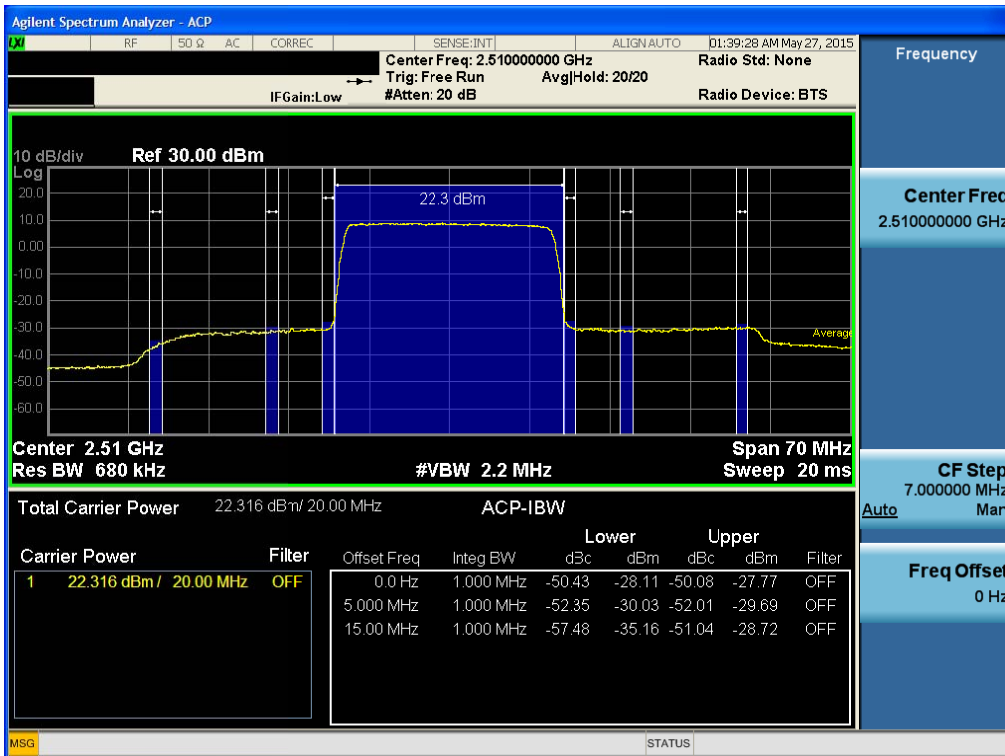 Agilent Spectrum Analyzer - ACP
LXI RF 50 Ω AC CORREC SENSE:INT ALIGN AUTO 01:39:28 AM May 27, 2015
Center Freq: 2.510000000 GHz Radio Std: None
Trig: Free Run Avg|Hold: 20/20
IFGain:Low #Atten: 20 dB Radio Device: BTS
Frequency
10 dB/div Ref 30.00 dBm
Log
20.0
10.0
0.00
-10.0
-20.0
-30.0
-40.0
-50.0
-60.0
22.3 dBm
Average
Center 2.51 GHz Span 70 MHz
Res BW 680 kHz #VBW 2.2 MHz Sweep 20 ms
Center Freq
2.510000000 GHz
CF Step
7.000000 MHz
Auto Man
Freq Offset
0 Hz
Total Carrier Power 22.316 dBm/ 20.00 MHz ACP-IBW
Lower Upper
Carrier Power Filter Offset Freq Integ BW dBc dBm dBc dBm Filter
1 22.316 dBm / 20.00 MHz OFF 0.0 Hz 1.000 MHz -50.43 -28.11 -50.08 -27.77 OFF
5.000 MHz 1.000 MHz -52.35 -30.03 -52.01 -29.69 OFF
15.00 MHz 1.000 MHz -57.48 -35.16 -51.04 -28.72 OFF
MSG STATUS